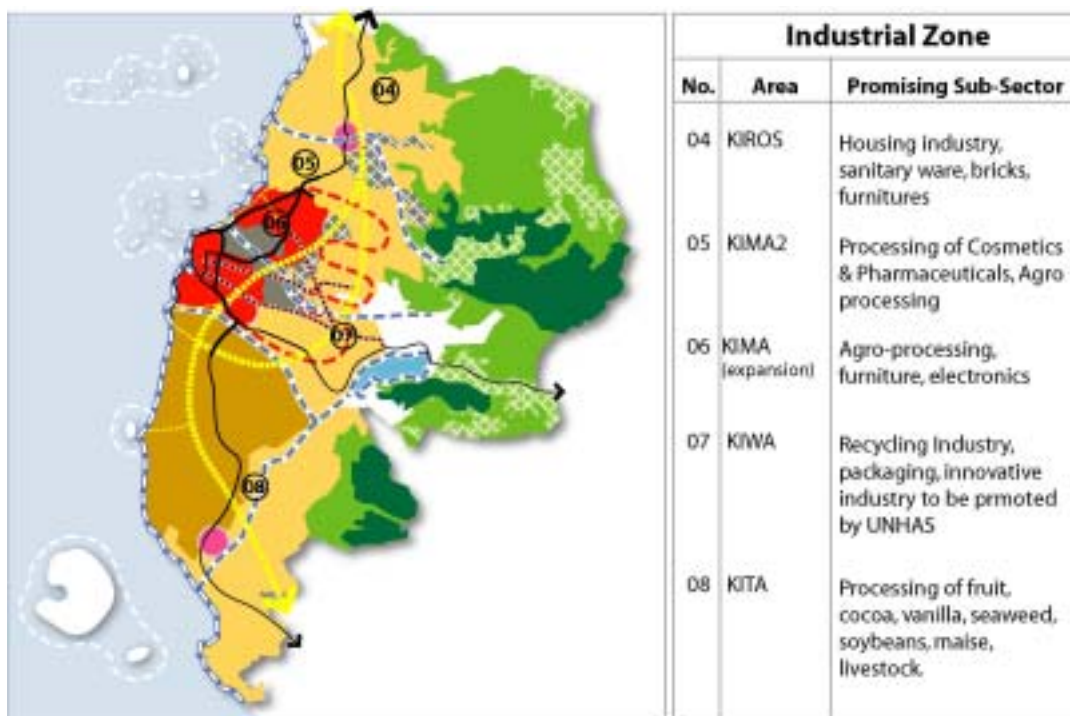 04
05
06
07
08
Industrial Zone
No. Area Promising Sub-Sector
04 KIROS Housing industry,
sanitary ware, bricks,
furnitures
05 KIMA2 Processing of Cosmetics
& Pharmaceuticals, Agro
processing
06 KIMA Agro-processing,
(expansion) furniture, electronics
07 KIWA Recycling Industry,
packaging, innovative
industry to be prmoted
by UNHAS
08 KITA Processing of fruit,
cocoa, vanilla, seaweed,
soybeans, maise,
livestock.